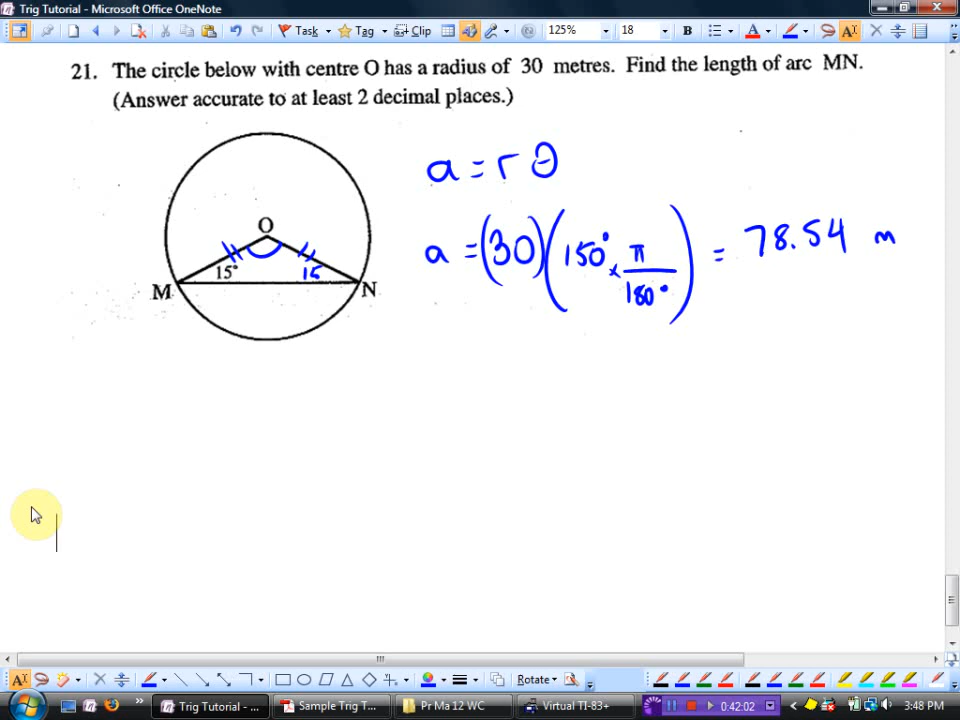 Trig Tutorial - Microsoft Office OneNote
Task Tag Clip 125% 18 B A
21. The circle below with centre O has a radius of 30 metres. Find the length of arc MN.
(Answer accurate to at least 2 decimal places.)
a = r θ
O
15° 15
M N
a = (30) (150° × π / 180°) = 78.54 m
Rotate
Trig Tutorial - Micr...
Sample Trig T...
Pr Ma 12 WC
Virtual TI-83+
0:42:02
3:48 PM